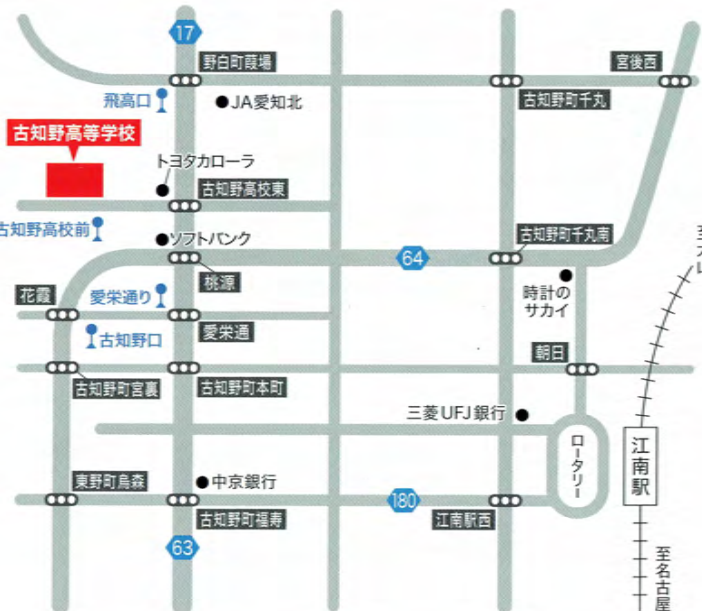 17
野白町葭場
宮後西
飛高口
JA愛知北
古知野町千丸
古知野高等学校
トヨタカローラ
古知野高校東
古知野高校前
ソフトバンク
古知野町千丸南
64
桃源
花霞
愛栄通り
時計の
サカイ
愛栄通
古知野口
朝日
古知野町宮裏
古知野町本町
三菱UFJ銀行
ロータリー
江南駅
東野町烏森
中京銀行
180
古知野町福寿
江南駅西
63
至名古屋